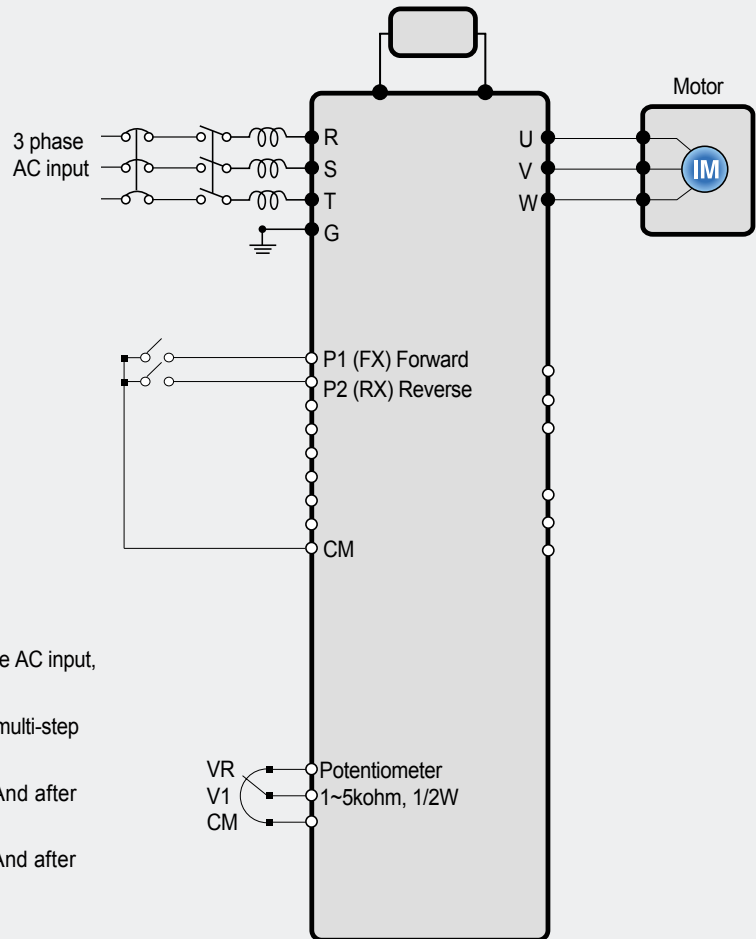 Motor
3 phase
AC input
R
S
T
G
U
V
W
IM
P1 (FX) Forward
P2 (RX) Reverse
CM
e AC input,
multi-step
And after
And after
VR
V1
CM
Potentiometer
1~5kohm, 1/2W